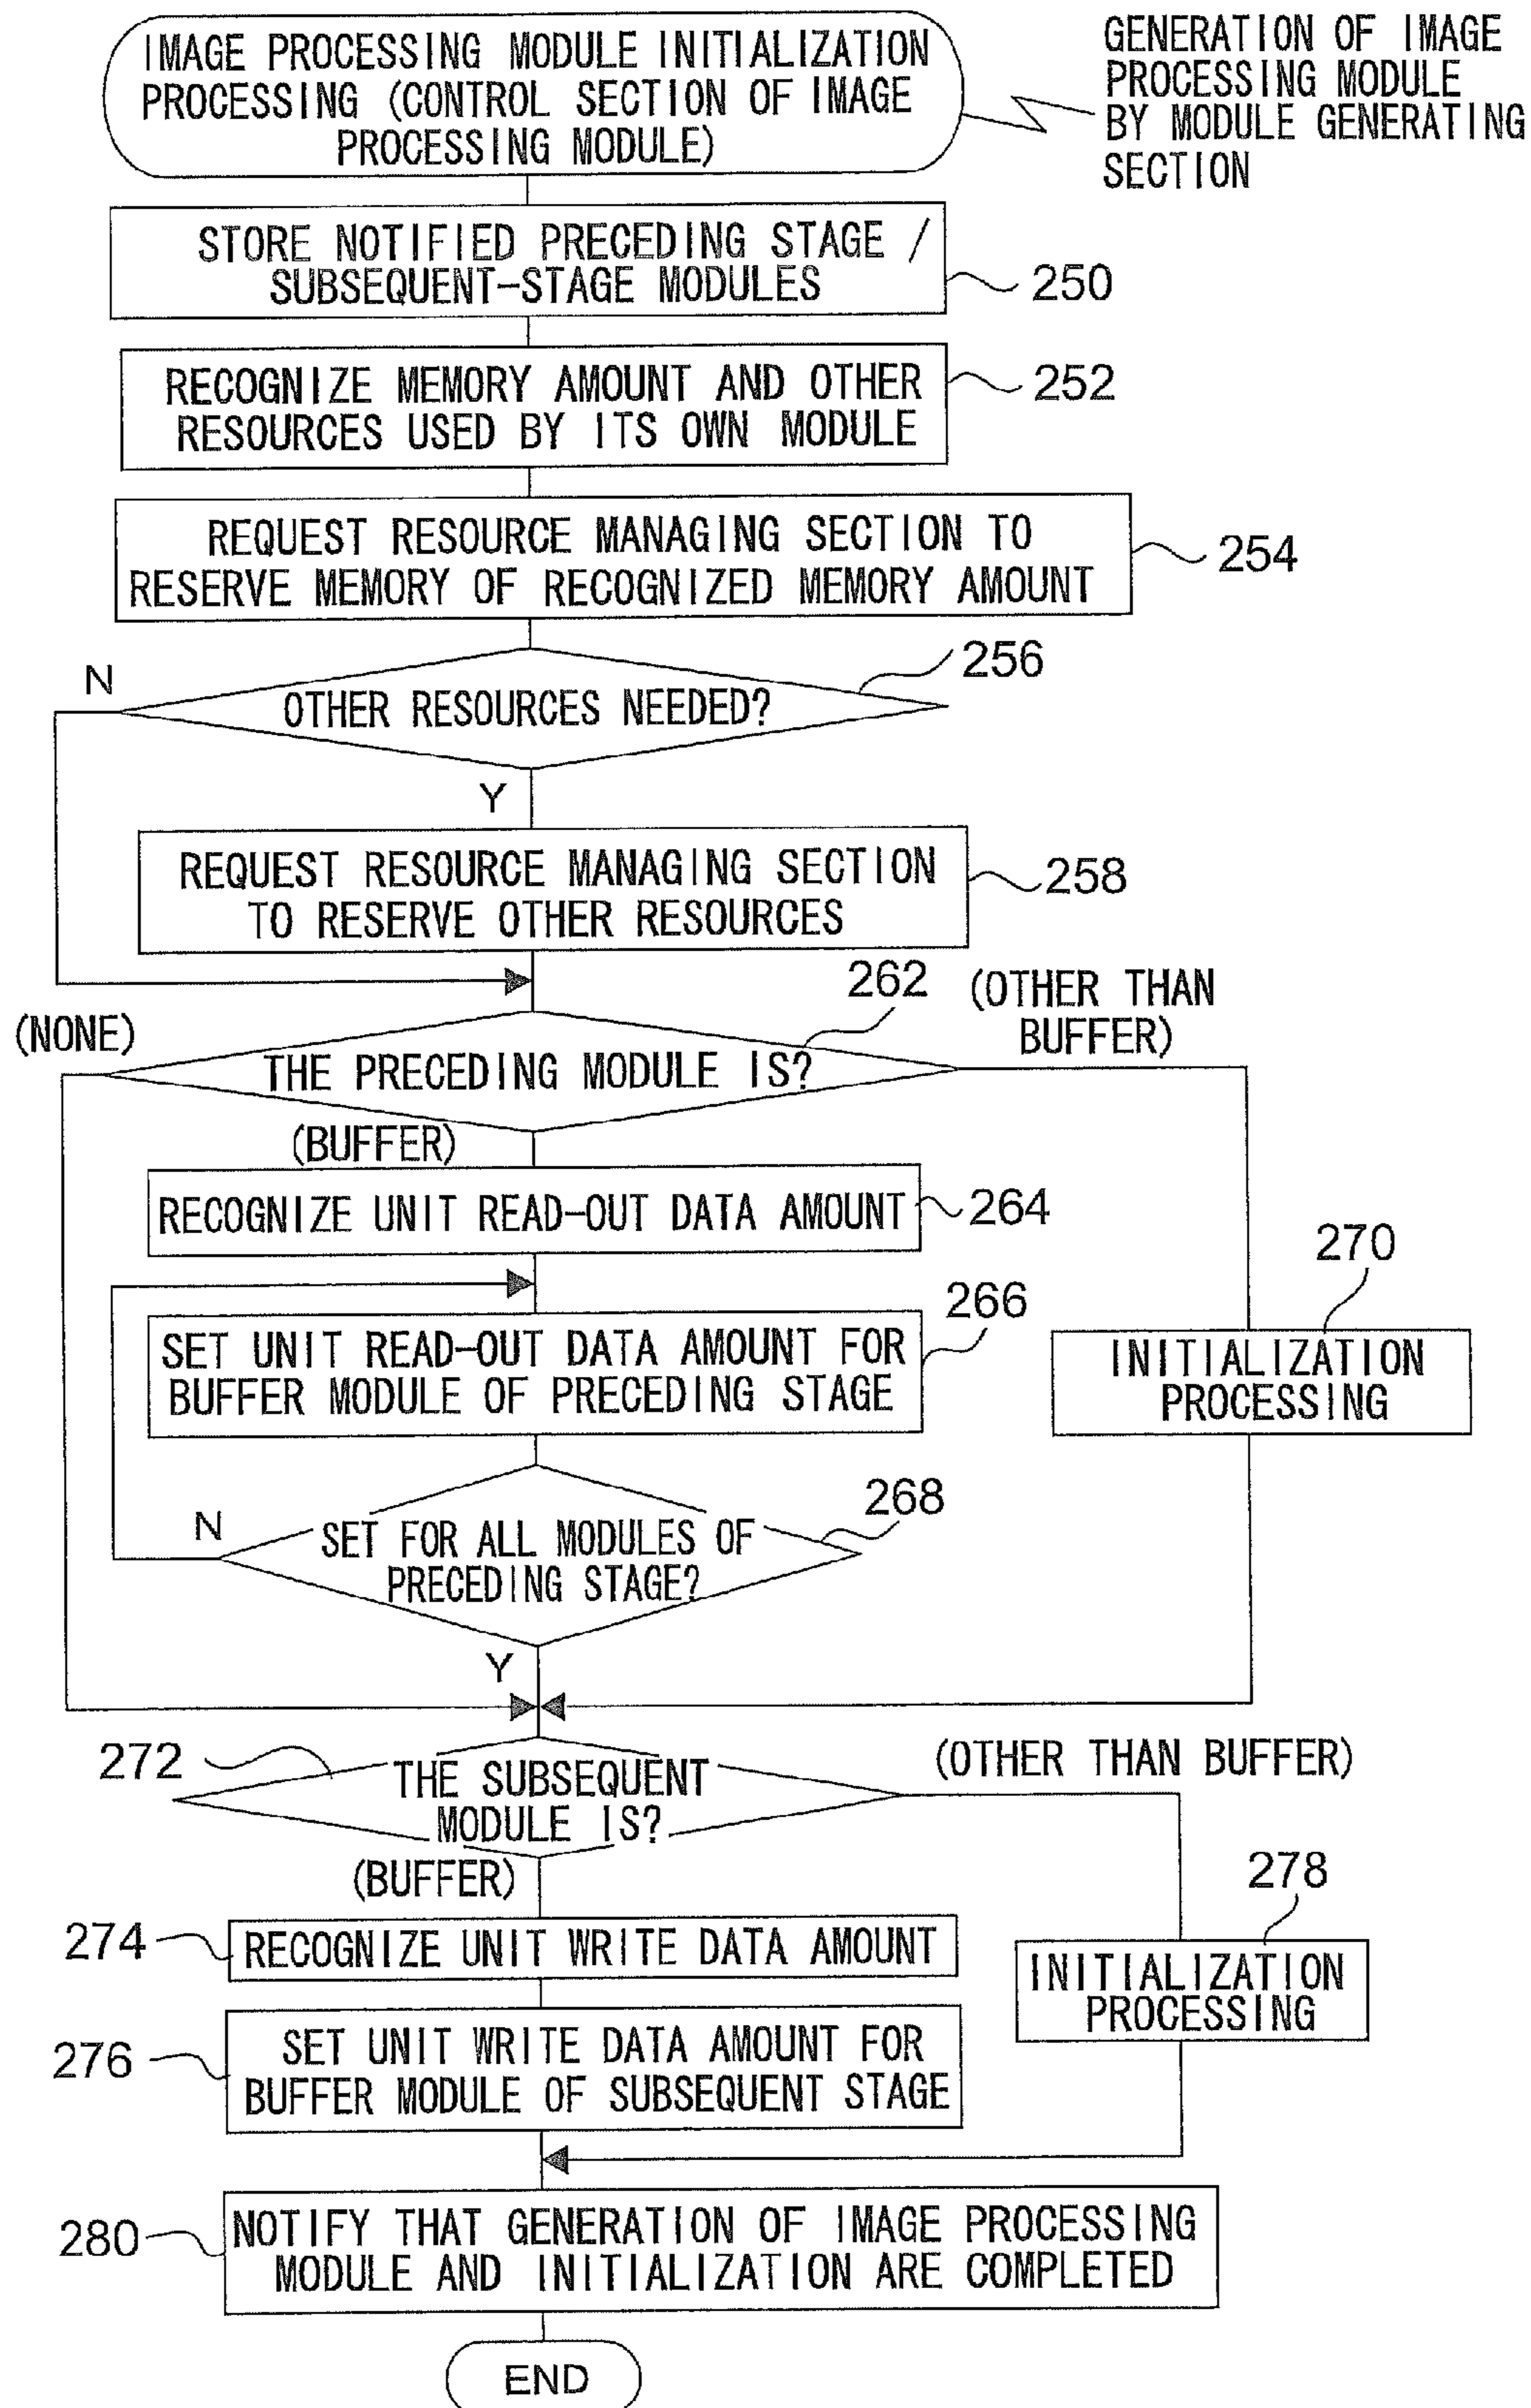 IMAGE PROCESSING MODULE INITIALIZATION
PROCESSING (CONTROL SECTION OF IMAGE
PROCESSING MODULE)
GENERATION OF IMAGE
PROCESSING MODULE
BY MODULE GENERATING
SECTION
STORE NOTIFIED PRECEDING STAGE /
SUBSEQUENT-STAGE MODULES
250
RECOGNIZE MEMORY AMOUNT AND OTHER
RESOURCES USED BY ITS OWN MODULE
252
REQUEST RESOURCE MANAGING SECTION TO
RESERVE MEMORY OF RECOGNIZED MEMORY AMOUNT
254
256
N
OTHER RESOURCES NEEDED?
Y
REQUEST RESOURCE MANAGING SECTION
TO RESERVE OTHER RESOURCES
258
262
(OTHER THAN
BUFFER)
(NONE)
THE PRECEDING MODULE IS?
(BUFFER)
RECOGNIZE UNIT READ-OUT DATA AMOUNT
264
270
266
SET UNIT READ-OUT DATA AMOUNT FOR
BUFFER MODULE OF PRECEDING STAGE
INITIALIZATION
PROCESSING
268
N
SET FOR ALL MODULES OF
PRECEDING STAGE?
Y
272
THE SUBSEQUENT
MODULE IS?
(OTHER THAN BUFFER)
(BUFFER)
278
274
RECOGNIZE UNIT WRITE DATA AMOUNT
INITIALIZATION
PROCESSING
276
SET UNIT WRITE DATA AMOUNT FOR
BUFFER MODULE OF SUBSEQUENT STAGE
280
NOTIFY THAT GENERATION OF IMAGE PROCESSING
MODULE AND INITIALIZATION ARE COMPLETED
END